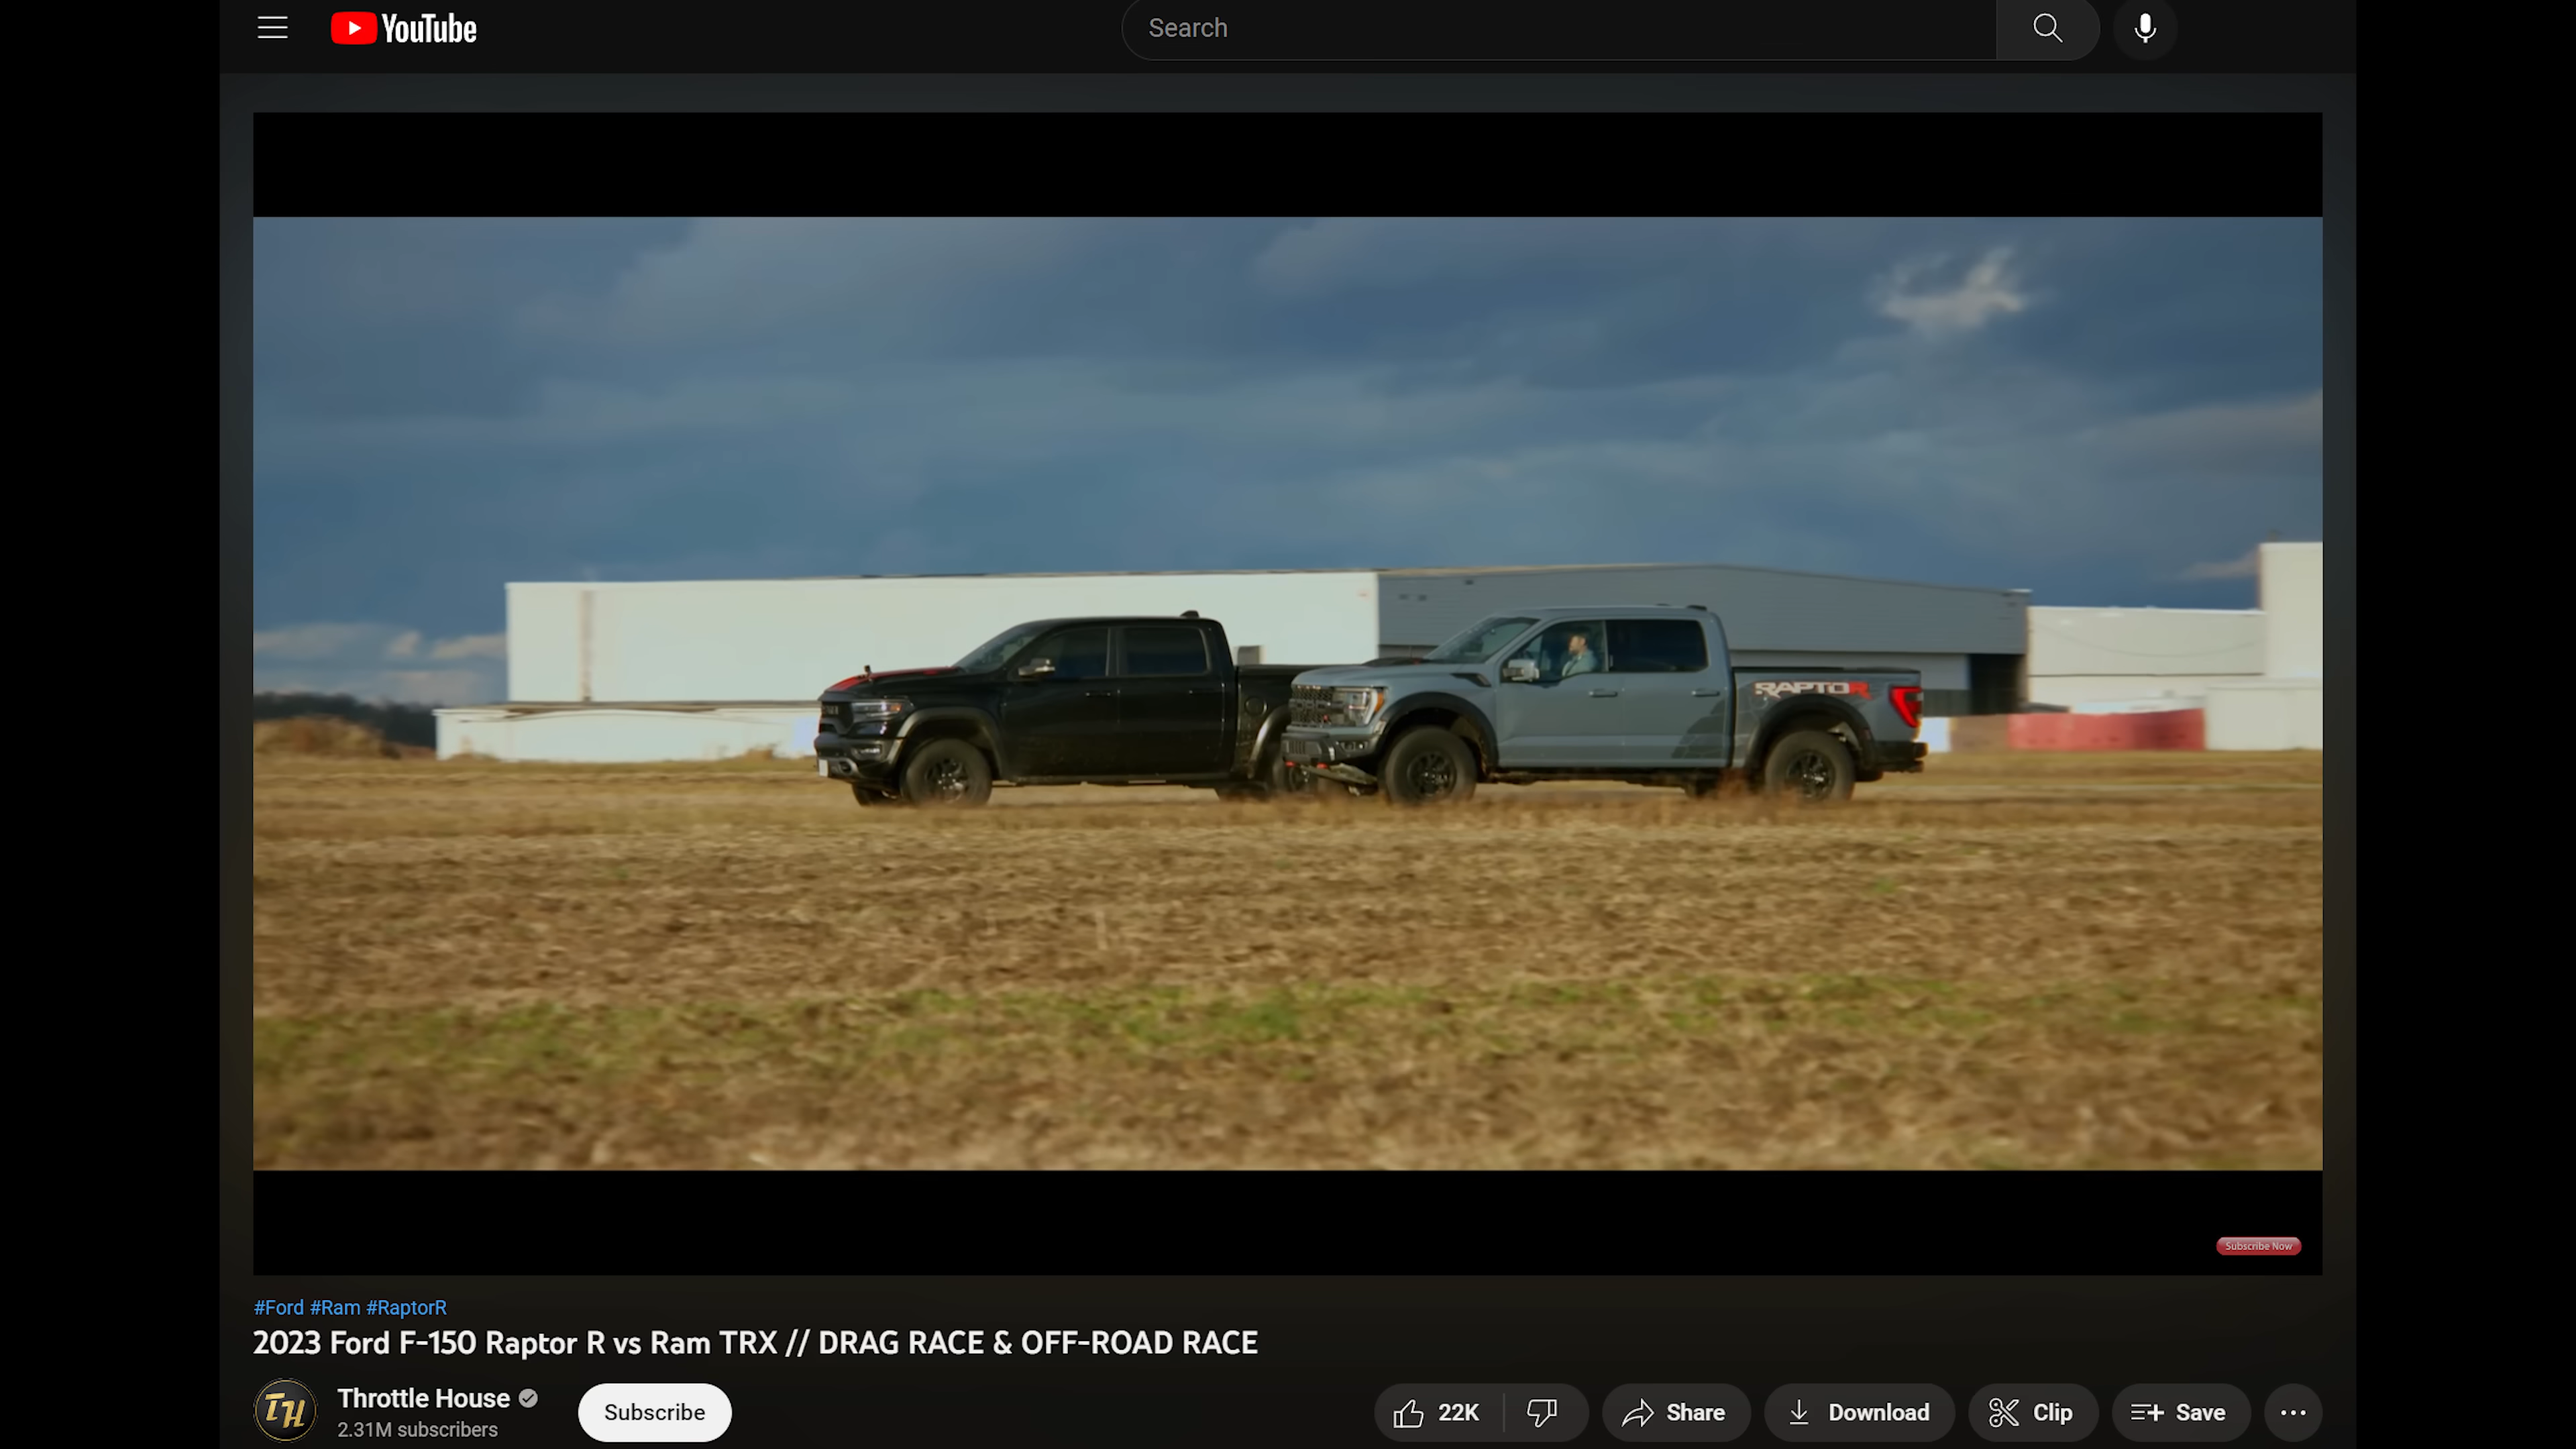 YouTube
Search
RAPTOR
Subscribe Now
#Ford #Ram #RaptorR
2023 Ford F-150 Raptor R vs Ram TRX // DRAG RACE & OFF-ROAD RACE
TH
Throttle House
2.31M subscribers
Subscribe
22K
Share
Download
Clip
Save